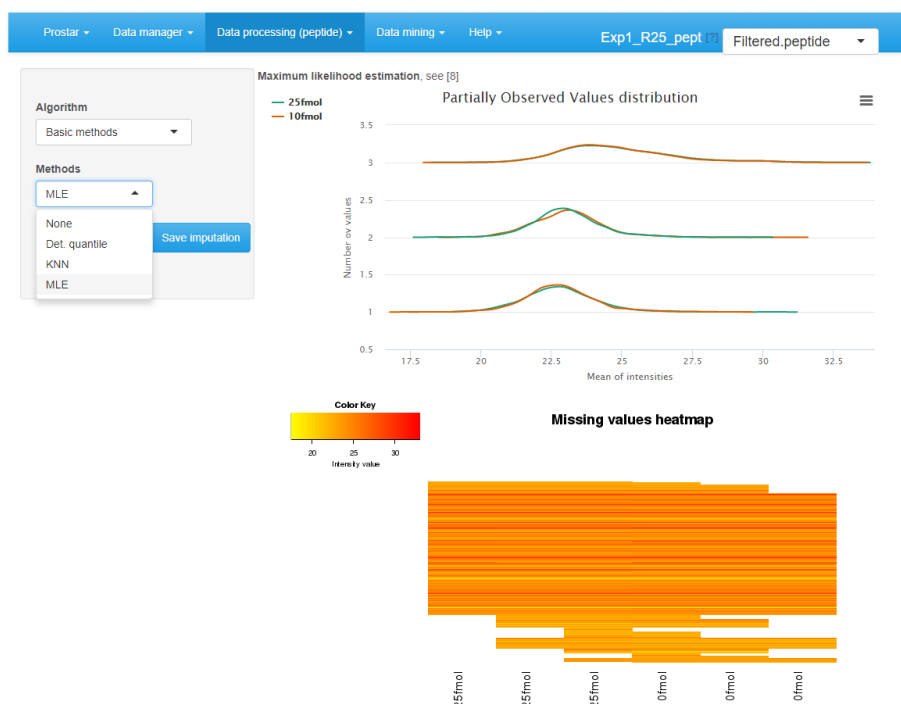 Prostar Data manager Data processing (peptide) Data mining Help Exp1_R25_pept [?] Filtered.peptide
Maximum likelihood estimation, see [8]
Algorithm
Basic methods
Methods
MLE
None
Det. quantile
KNN
MLE
Save imputation
25fmol
10fmol
Partially Observed Values distribution
3.5
3
2.5
2
1.5
1
0.5
Number ov values
17.5 20 22.5 25 27.5 30 32.5
Mean of intensities
Color Key
20 25 30
Intensity value
Missing values heatmap
25fmol
25fmol
25fmol
0fmol
0fmol
0fmol